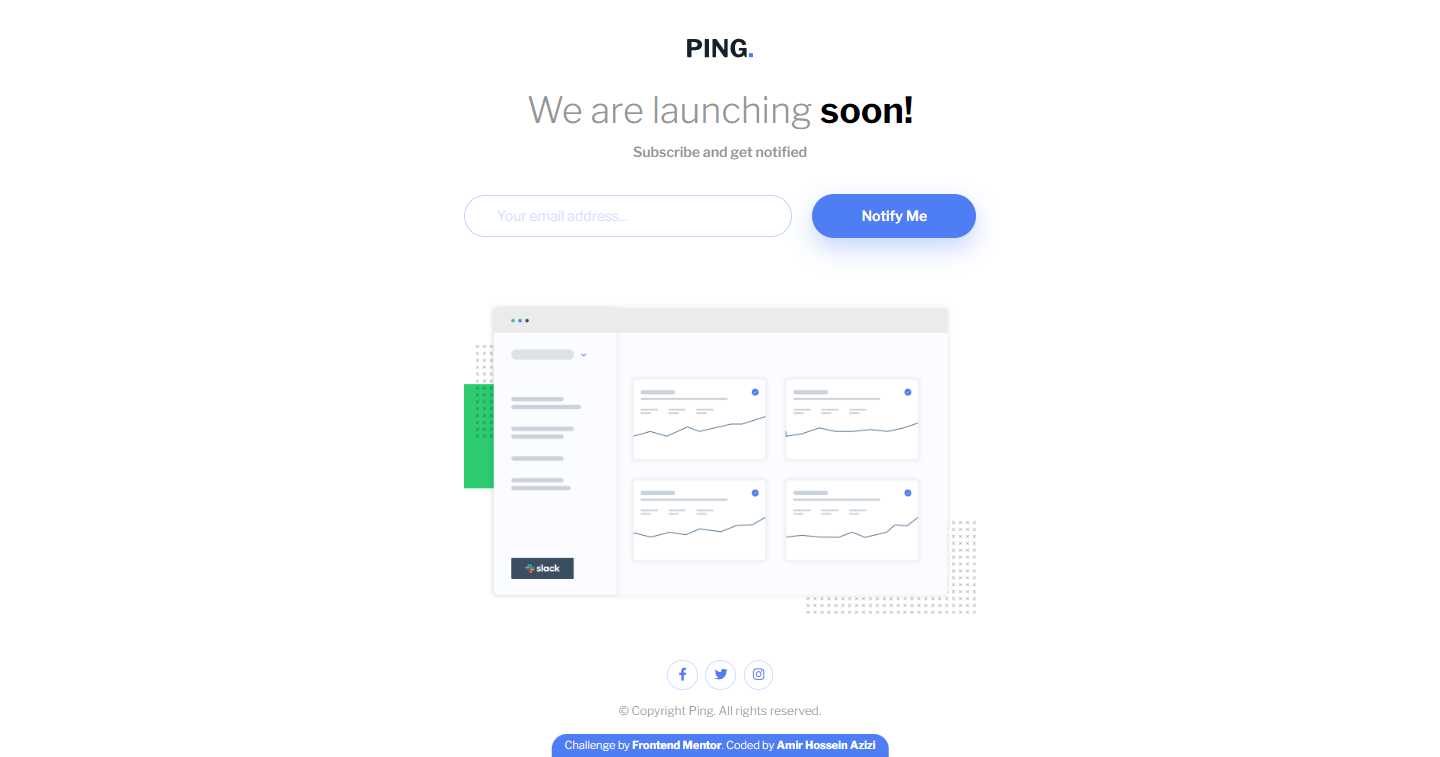 PING.
We are launching soon!
Subscribe and get notified
Your email address...
Notify Me
slack
© Copyright Ping. All rights reserved.
Challenge by Frontend Mentor. Coded by Amir Hossein Azizi